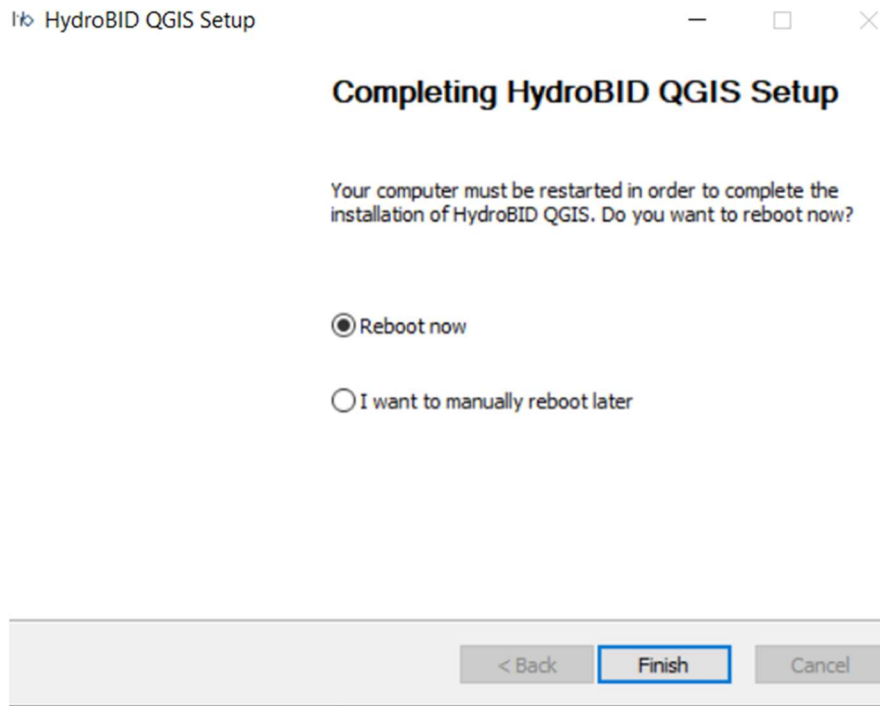 HydroBID QGIS Setup
Completing HydroBID QGIS Setup
Your computer must be restarted in order to complete the
installation of HydroBID QGIS. Do you want to reboot now?
Reboot now
I want to manually reboot later
< Back
Finish
Cancel